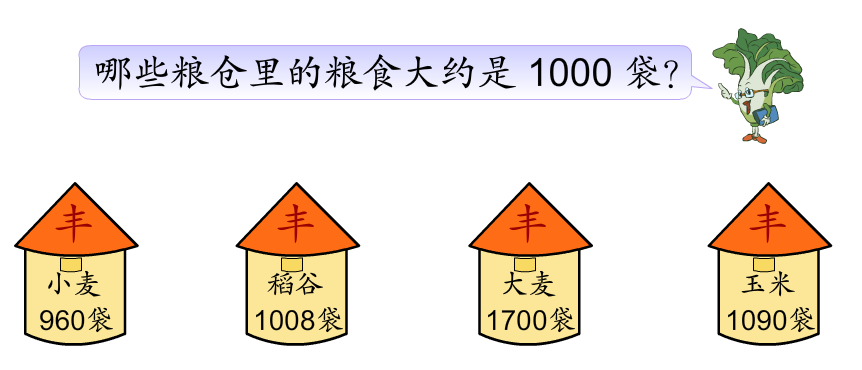 哪些粮仓里的粮食大约是 1000 袋？
丰 丰 丰 丰
小麦 稻谷 大麦 玉米
960袋 1008袋 1700袋 1090袋